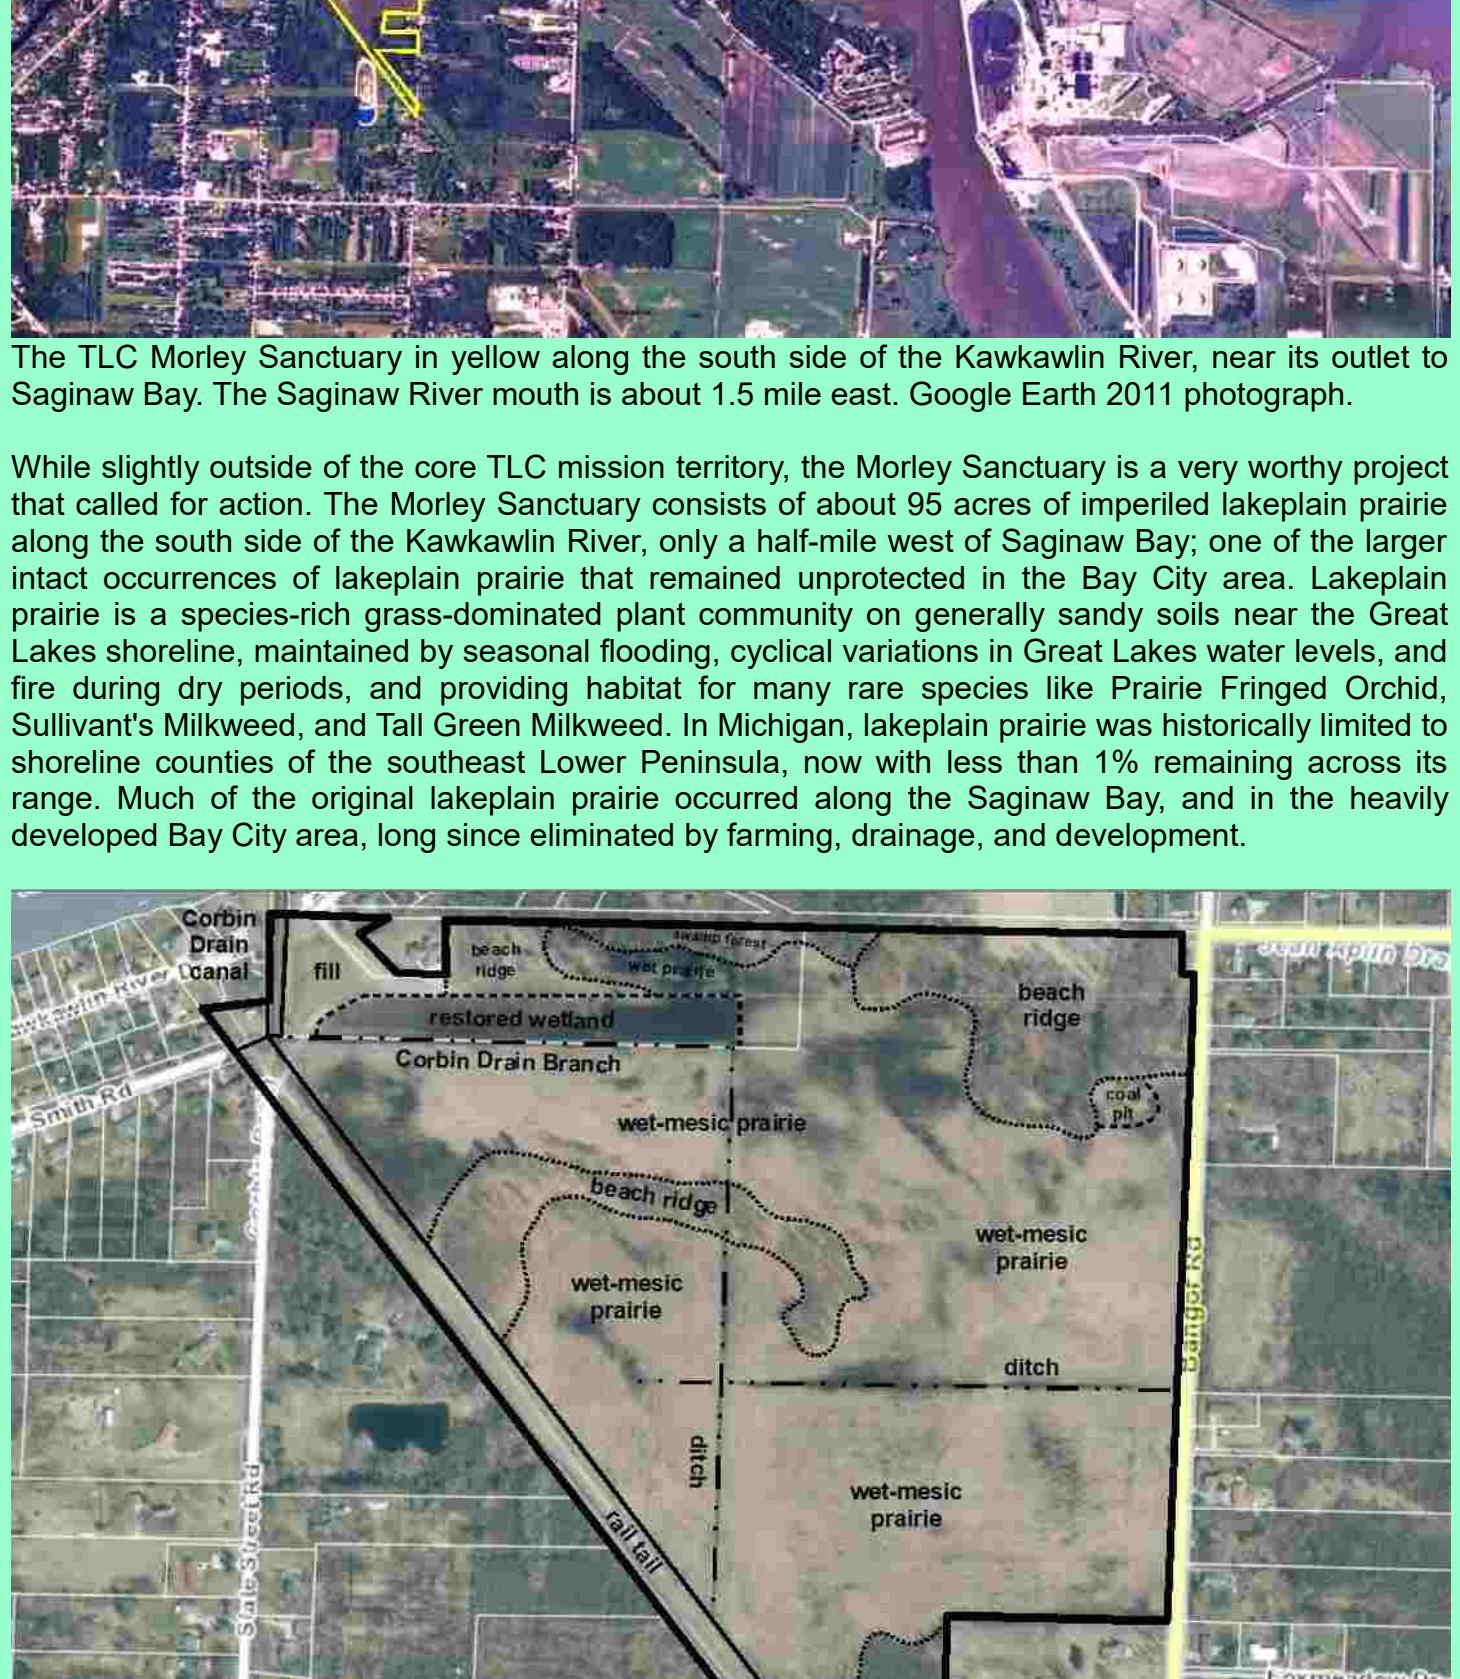 The TLC Morley Sanctuary in yellow along the south side of the Kawkawlin River, near its outlet to
Saginaw Bay. The Saginaw River mouth is about 1.5 mile east. Google Earth 2011 photograph.
While slightly outside of the core TLC mission territory, the Morley Sanctuary is a very worthy project
that called for action. The Morley Sanctuary consists of about 95 acres of imperiled lakeplain prairie
along the south side of the Kawkawlin River, only a half-mile west of Saginaw Bay; one of the larger
intact occurrences of lakeplain prairie that remained unprotected in the Bay City area. Lakeplain
prairie is a species-rich grass-dominated plant community on generally sandy soils near the Great
Lakes shoreline, maintained by seasonal flooding, cyclical variations in Great Lakes water levels, and
fire during dry periods, and providing habitat for many rare species like Prairie Fringed Orchid,
Sullivant's Milkweed, and Tall Green Milkweed. In Michigan, lakeplain prairie was historically limited to
shoreline counties of the southeast Lower Peninsula, now with less than 1% remaining across its
range. Much of the original lakeplain prairie occurred along the Saginaw Bay, and in the heavily
developed Bay City area, long since eliminated by farming, drainage, and development.
Corbin
Drain
canal
fill
beach
ridge
swamp forest
wet prairie
restored wetland
Corbin Drain Branch
beach
ridge
coal
pit
Smith Rd
wet-mesic prairie
beach ridge
wet-mesic
prairie
wet-mesic
prairie
Bangor Rd
ditch
ditch
wet-mesic
prairie
rail tail
State Street Rd